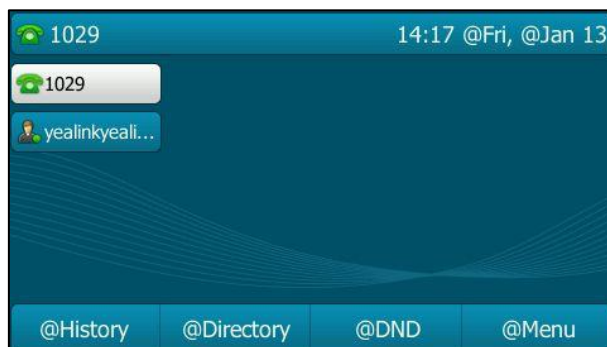 1029 14:17 @Fri, @Jan 13
1029
yealinkyeali...
@History @Directory @DND @Menu